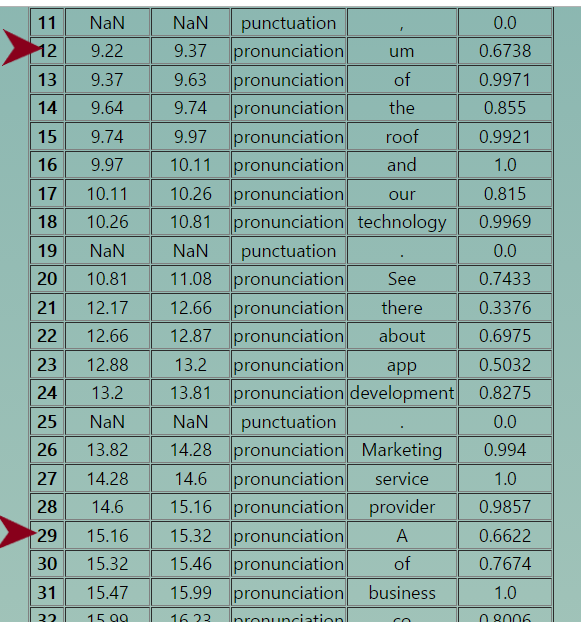 11 NaN NaN punctuation , 0.0
12 9.22 9.37 pronunciation um 0.6738
13 9.37 9.63 pronunciation of 0.9971
14 9.64 9.74 pronunciation the 0.855
15 9.74 9.97 pronunciation roof 0.9921
16 9.97 10.11 pronunciation and 1.0
17 10.11 10.26 pronunciation our 0.815
18 10.26 10.81 pronunciation technology 0.9969
19 NaN NaN punctuation . 0.0
20 10.81 11.08 pronunciation See 0.7433
21 12.17 12.66 pronunciation there 0.3376
22 12.66 12.87 pronunciation about 0.6975
23 12.88 13.2 pronunciation app 0.5032
24 13.2 13.81 pronunciation development 0.8275
25 NaN NaN punctuation . 0.0
26 13.82 14.28 pronunciation Marketing 0.994
27 14.28 14.6 pronunciation service 1.0
28 14.6 15.16 pronunciation provider 0.9857
29 15.16 15.32 pronunciation A 0.6622
30 15.32 15.46 pronunciation of 0.7674
31 15.47 15.99 pronunciation business 1.0
32 15.99 16.23 pronunciation co 0.8006